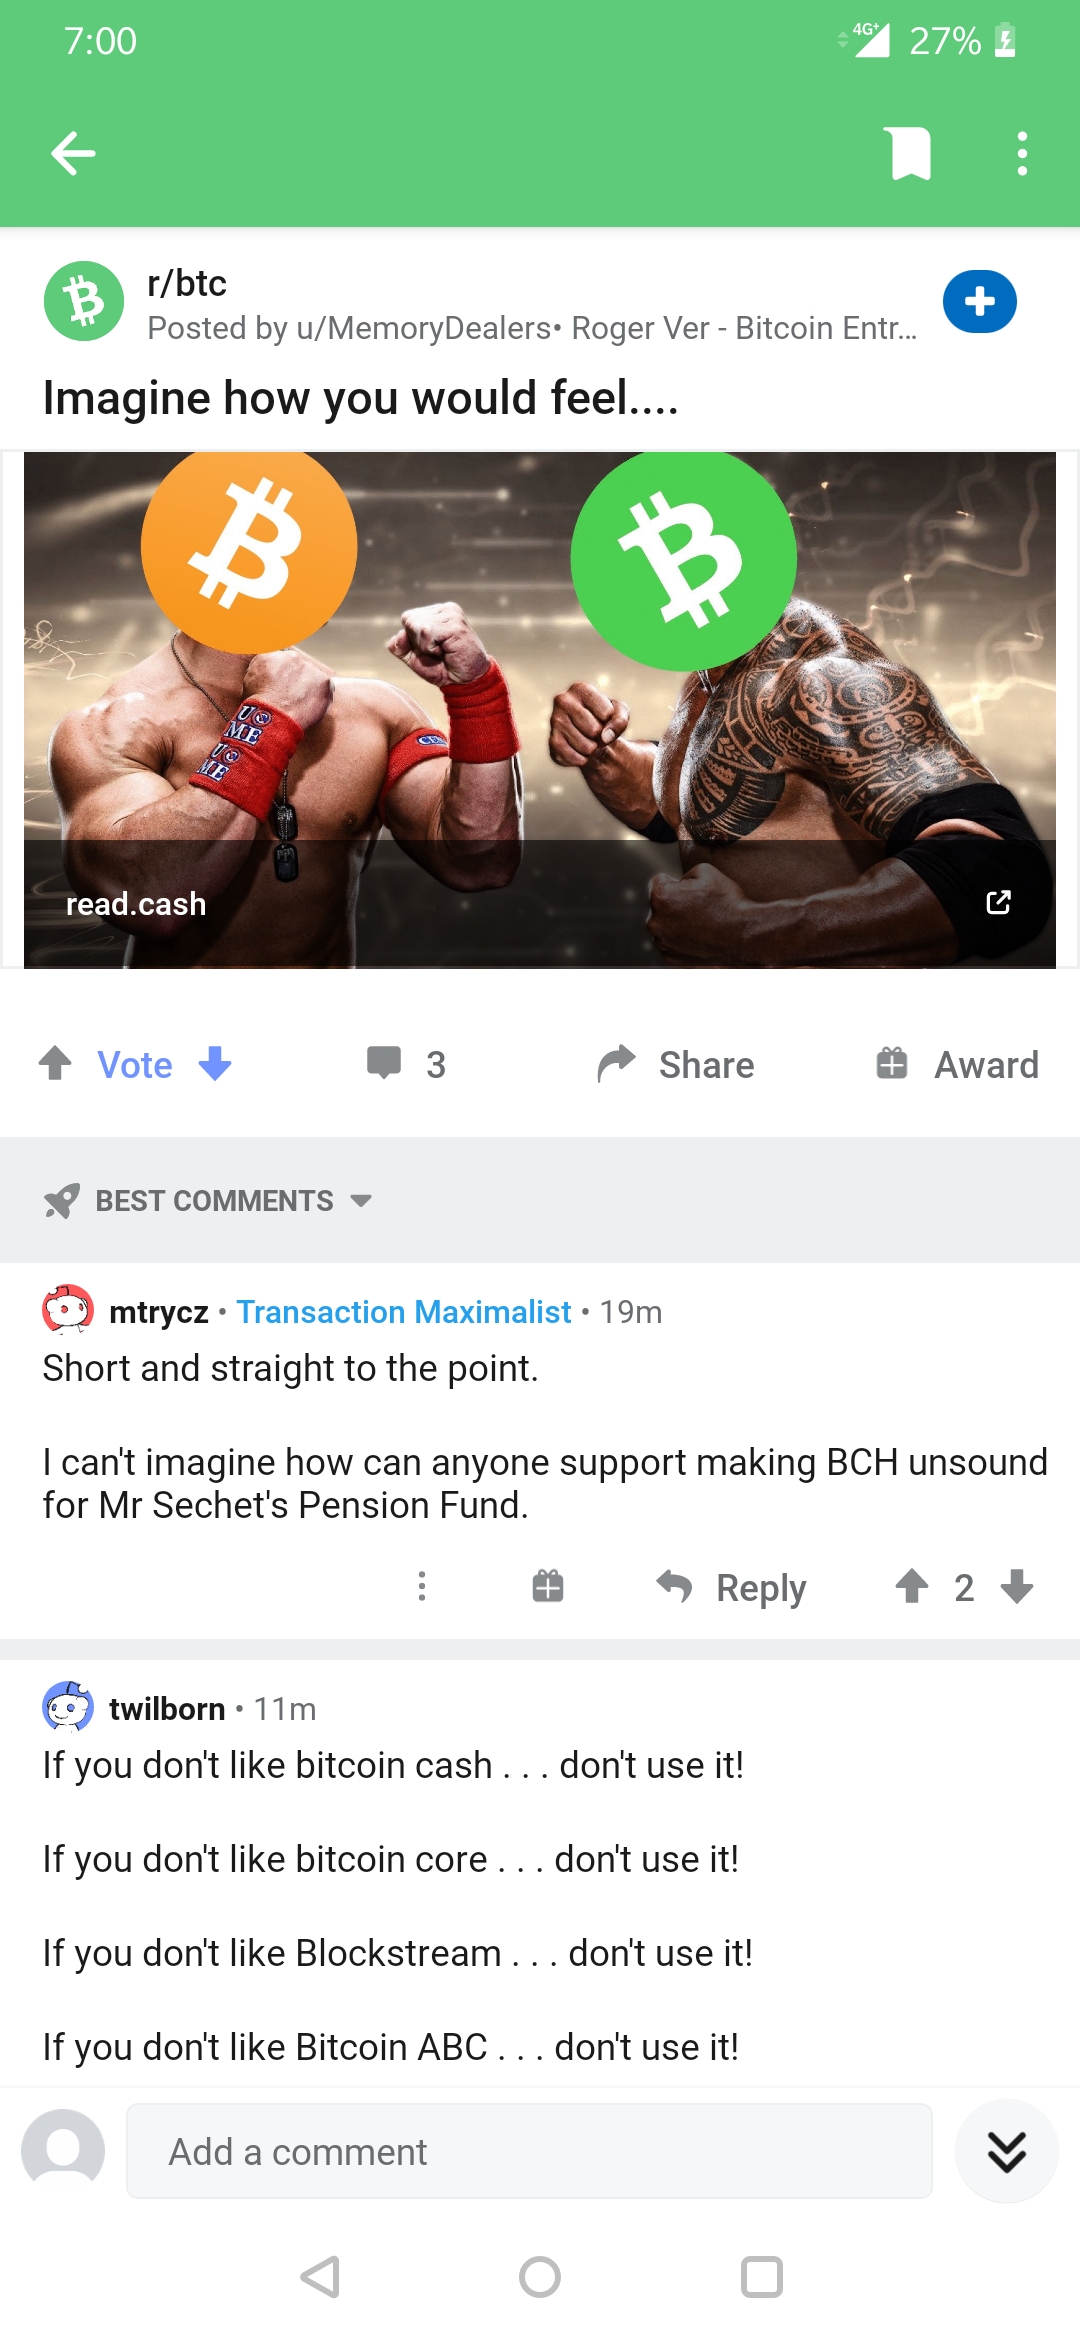 7:00
4G+ 27%
r/btc
Posted by u/MemoryDealers• Roger Ver - Bitcoin Entr...
Imagine how you would feel....
U
ME
U
ME
read.cash
Vote
3
Share
Award
BEST COMMENTS
mtrycz • Transaction Maximalist • 19m
Short and straight to the point.
I can't imagine how can anyone support making BCH unsound
for Mr Sechet's Pension Fund.
Reply
2
twilborn • 11m
If you don't like bitcoin cash . . . don't use it!
If you don't like bitcoin core . . . don't use it!
If you don't like Blockstream . . . don't use it!
If you don't like Bitcoin ABC . . . don't use it!
Add a comment